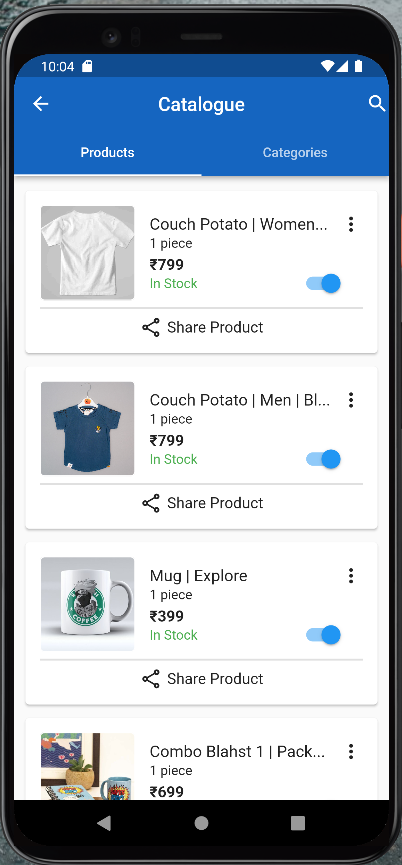 10:04
Catalogue
Products
Categories
Couch Potato | Women...
1 piece
₹799
In Stock
Share Product
Couch Potato | Men | Bl...
1 piece
₹799
In Stock
Share Product
COFFEE
Mug | Explore
1 piece
₹399
In Stock
Share Product
Combo Blahst 1 | Pack...
1 piece
₹699